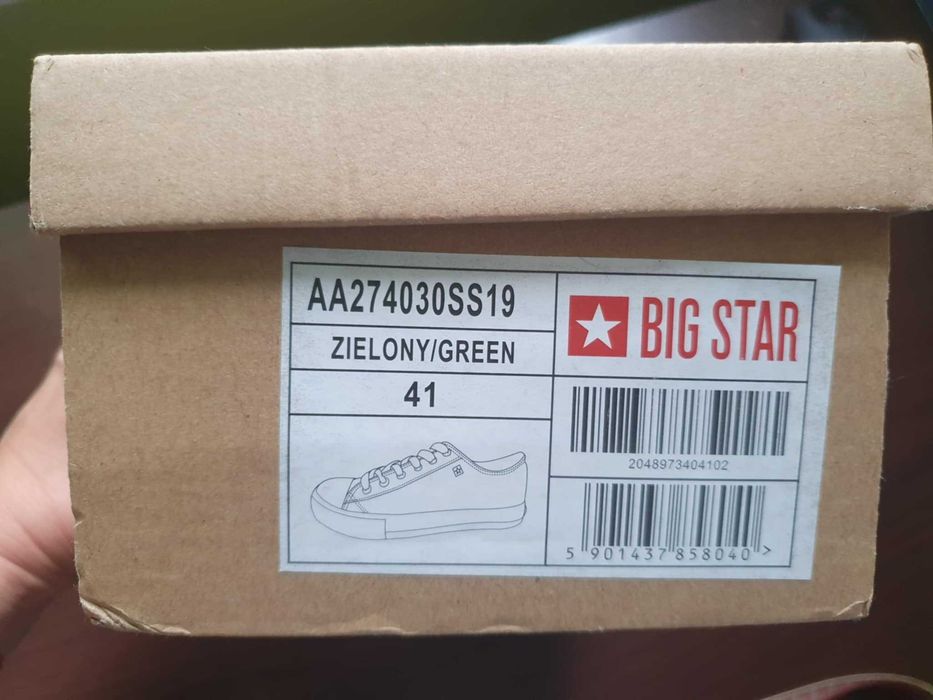 AA274030SS19
ZIELONY/GREEN
41
BIG STAR
2048973404102
5 901437 858040 >